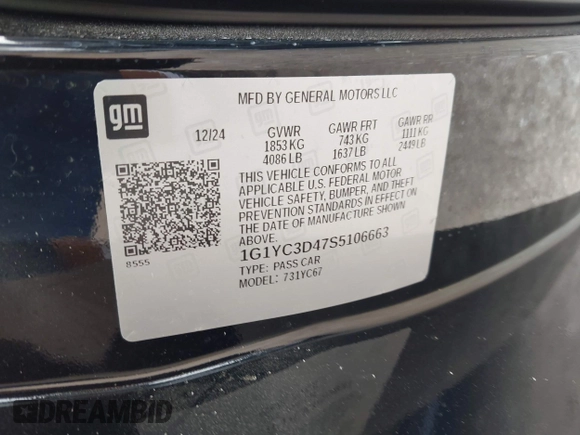 MFD BY GENERAL MOTORS LLC
gm
12/24
GVWR
1853 KG
4086 LB
GAWR FRT
743 KG
1637 LB
GAWR RR
1111 KG
2449 LB
THIS VEHICLE CONFORMS TO ALL
APPLICABLE U.S. FEDERAL MOTOR
VEHICLE SAFETY, BUMPER, AND THEFT
PREVENTION STANDARDS IN EFFECT ON
THE DATE OF MANUFACTURE SHOWN
ABOVE.
8555
1G1YC3D47S5106663
TYPE: PASS CAR
MODEL: 731YC67
DREAMBID